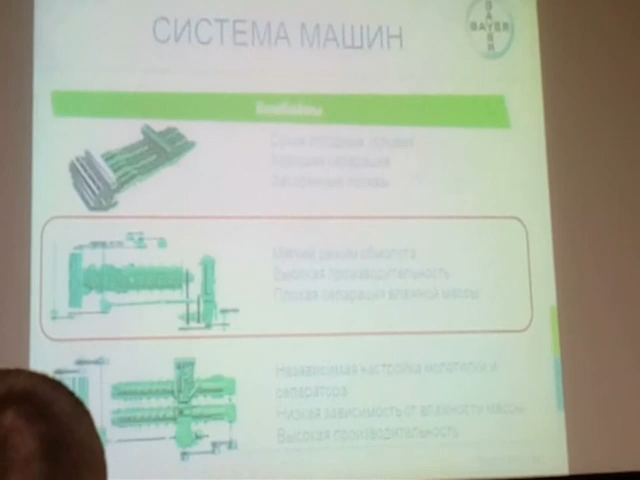 СИСТЕМА МАШИН
BAYER
Комбайны
Мягкий режим обмолота
Высокая производительность
Плохая сепарация влажной массы
Независимая настройка молотилки и
сепаратора
Низкая зависимость от влажности массы
Высокая производительность